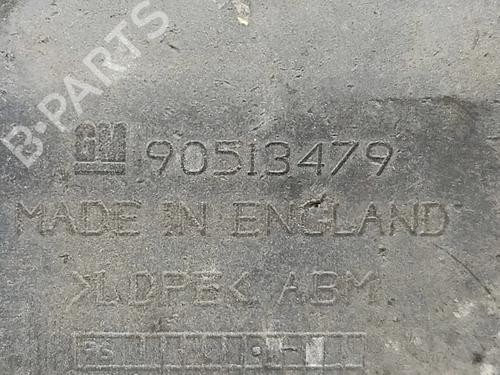 B-PARTS
GM 90513479
MADE IN ENGLAND
>LDPE< ABM